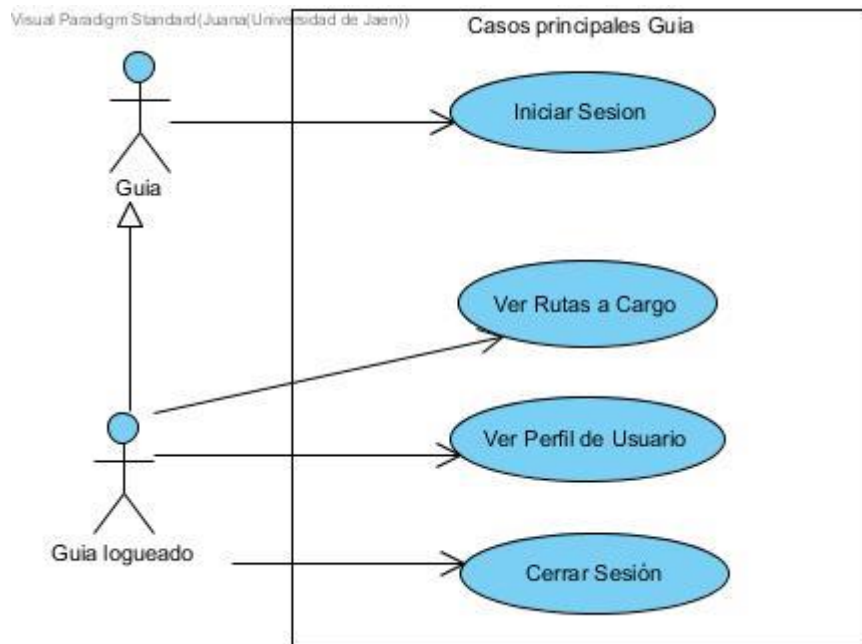 Visual Paradigm Standard(Juana(Universidad de Jaen))
Casos principales Guia
Iniciar Sesion
Guia
Ver Rutas a Cargo
Ver Perfil de Usuario
Guia logueado
Cerrar Sesión